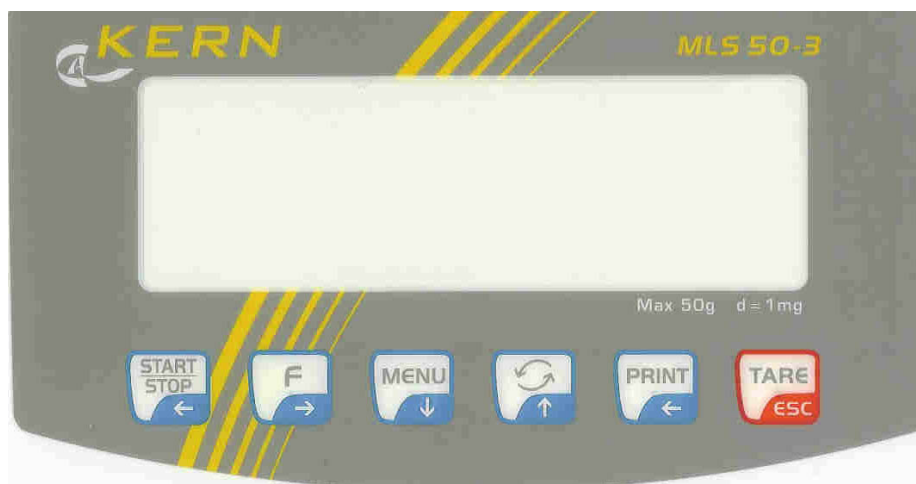 KERN
MLS 50-3
Max 50g d = 1mg
START
STOP
F
MENU
PRINT
TARE
ESC